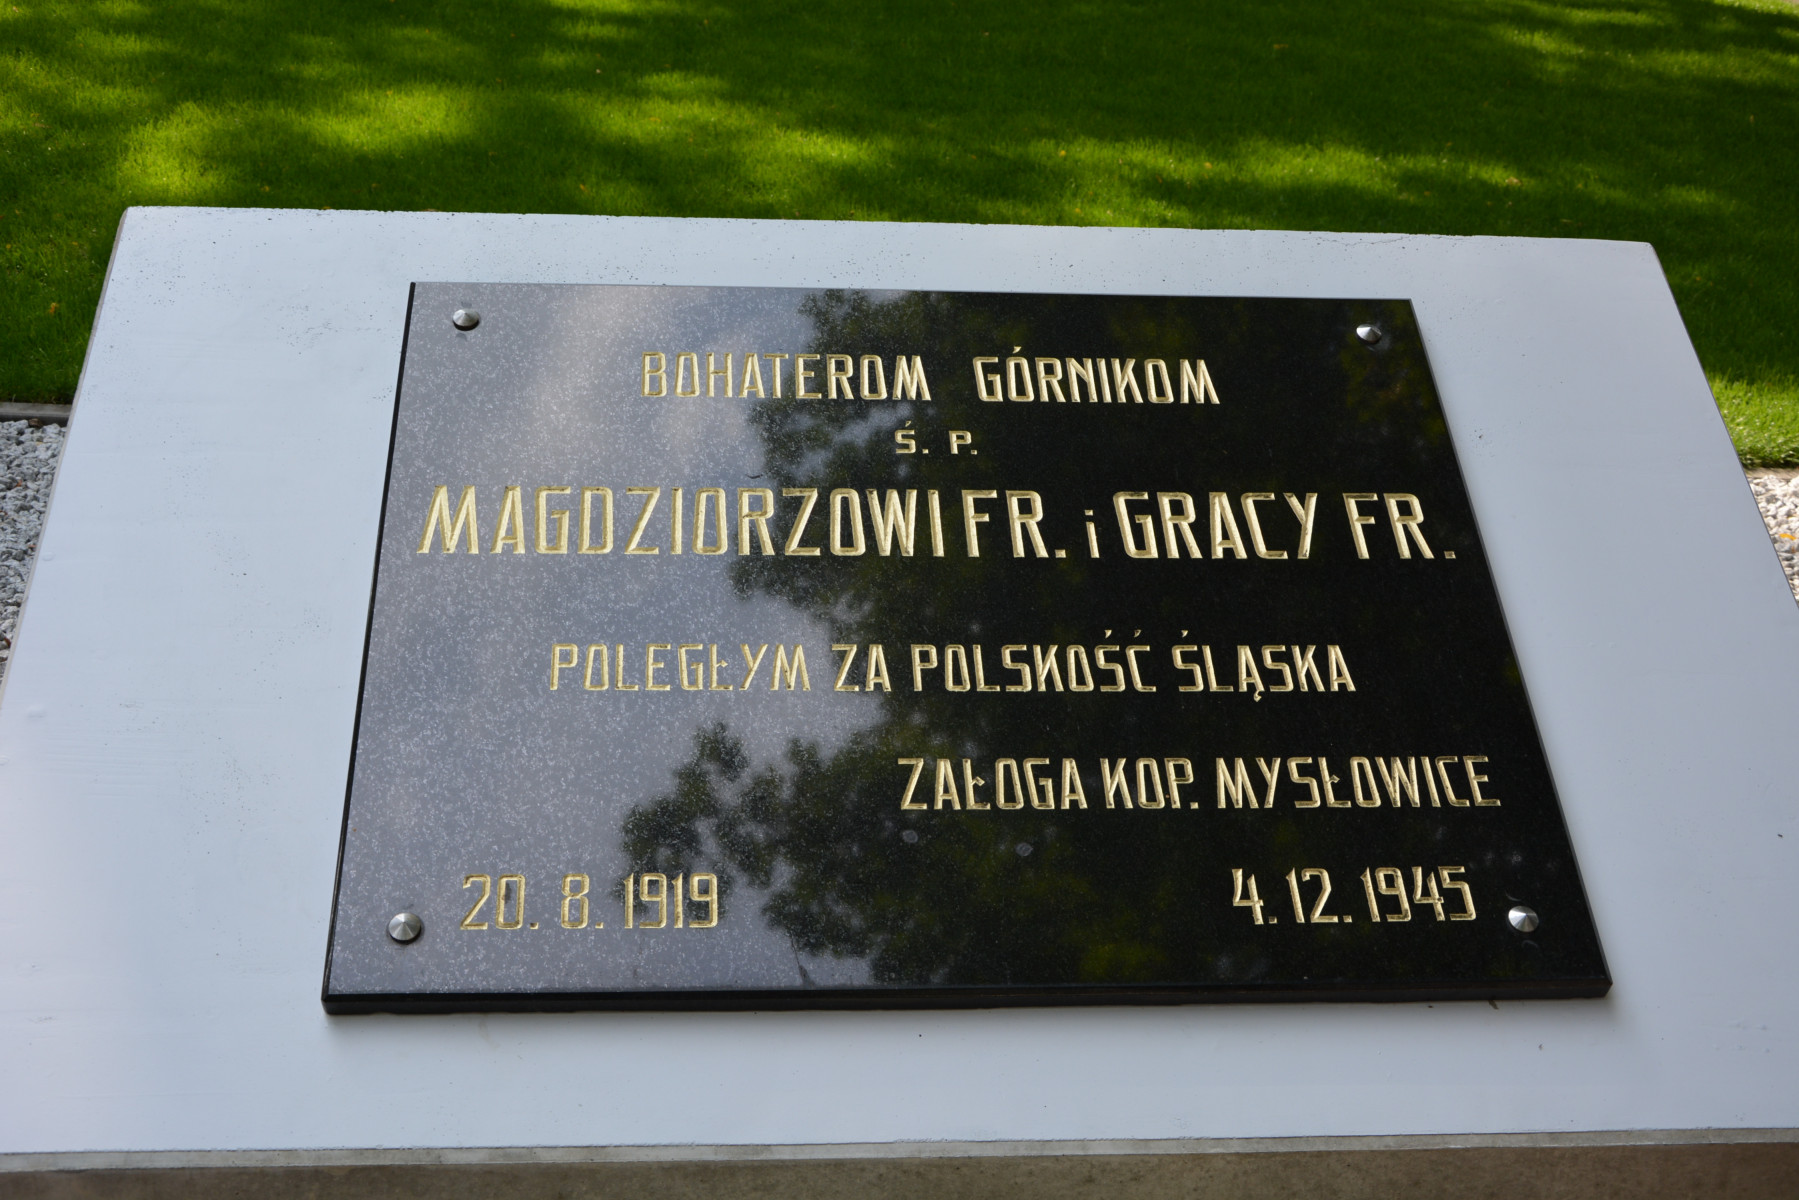 BOHATEROM GÓRNIKOM
Ś. P.
MAGDZIORZOWI FR. i GRACY FR.
POLEGŁYM ZA POLSKOŚĆ ŚLĄSKA
ZAŁOGA KOP. MYSŁOWICE
20. 8. 1919 4. 12. 1945